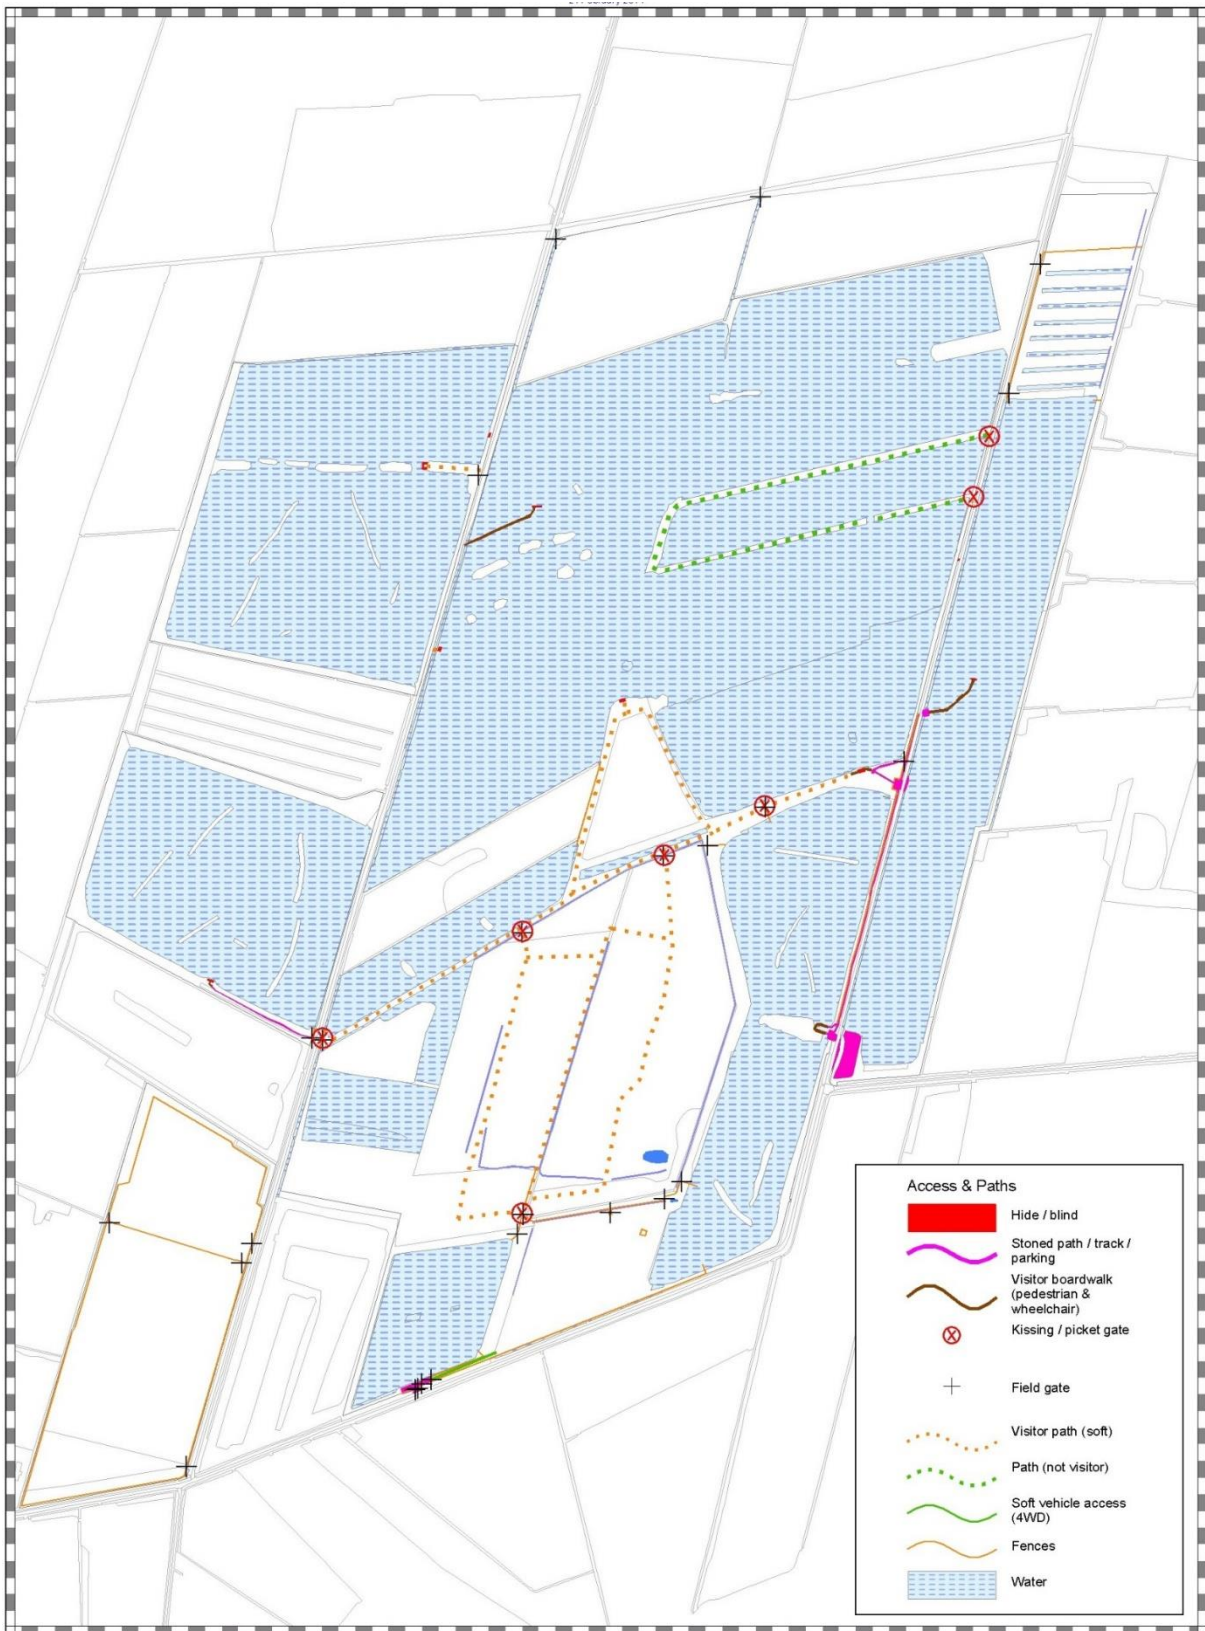 Access & Paths
Hide / blind
Stoned path / track /
parking
Visitor boardwalk
(pedestrian &
wheelchair)
Kissing / picket gate
Field gate
Visitor path (soft)
Path (not visitor)
Soft vehicle access
(4WD)
Fences
Water